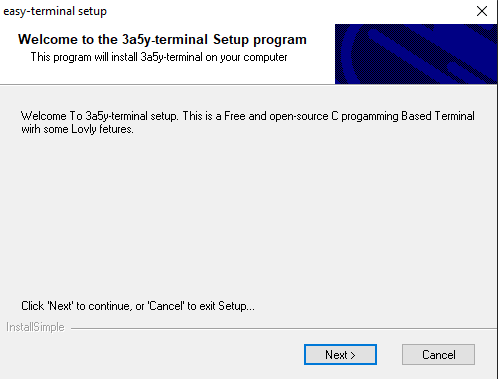 easy-terminal setup
Welcome to the 3a5y-terminal Setup program
This program will install 3a5y-terminal on your computer
Welcome To 3a5y-terminal setup. This is a Free and open-source C progamming Based Terminal
wirh some Lovly fetures.
Click 'Next' to continue, or 'Cancel' to exit Setup...
InstallSimple
Next >
Cancel